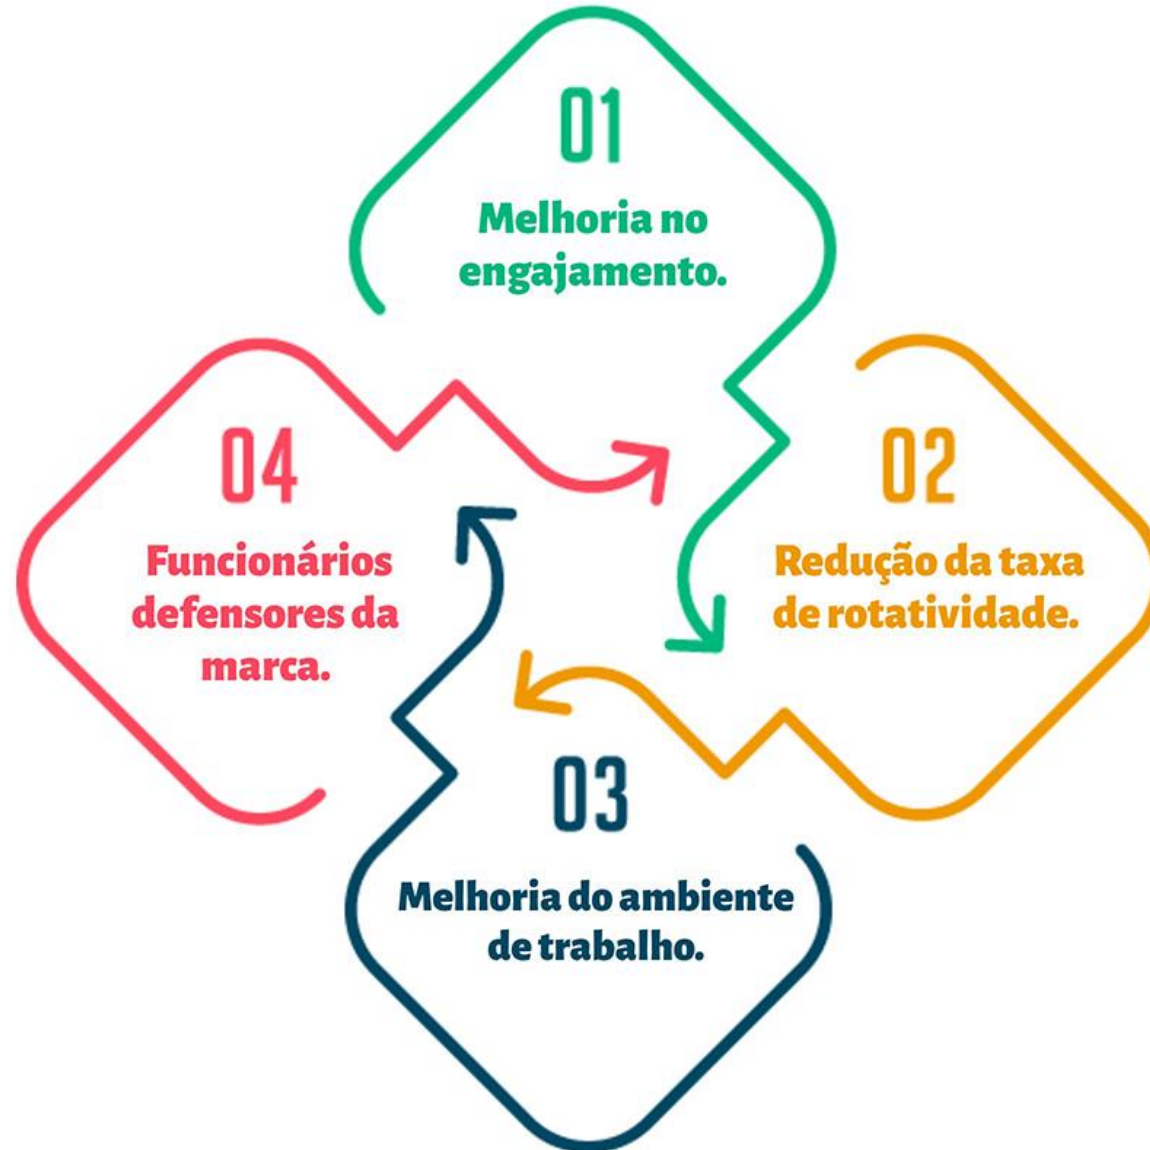 01
Melhoria no
engajamento.
02
Redução da taxa
de rotatividade.
03
Melhoria do ambiente
de trabalho.
04
Funcionários
defensores da
marca.